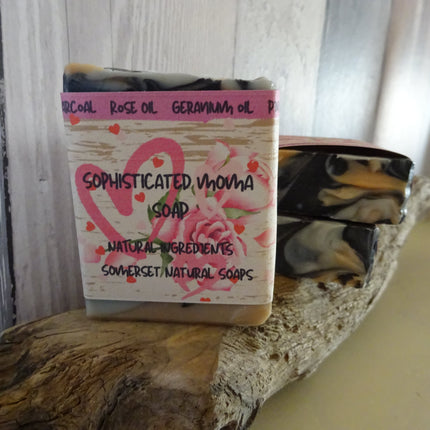 RCOAL ROSE OIL GERANIUM OIL P
SOPHISTICATED MOMA
SOAP
NATURAL INGREDIENTS
SOMERSET NATURAL SOAPS